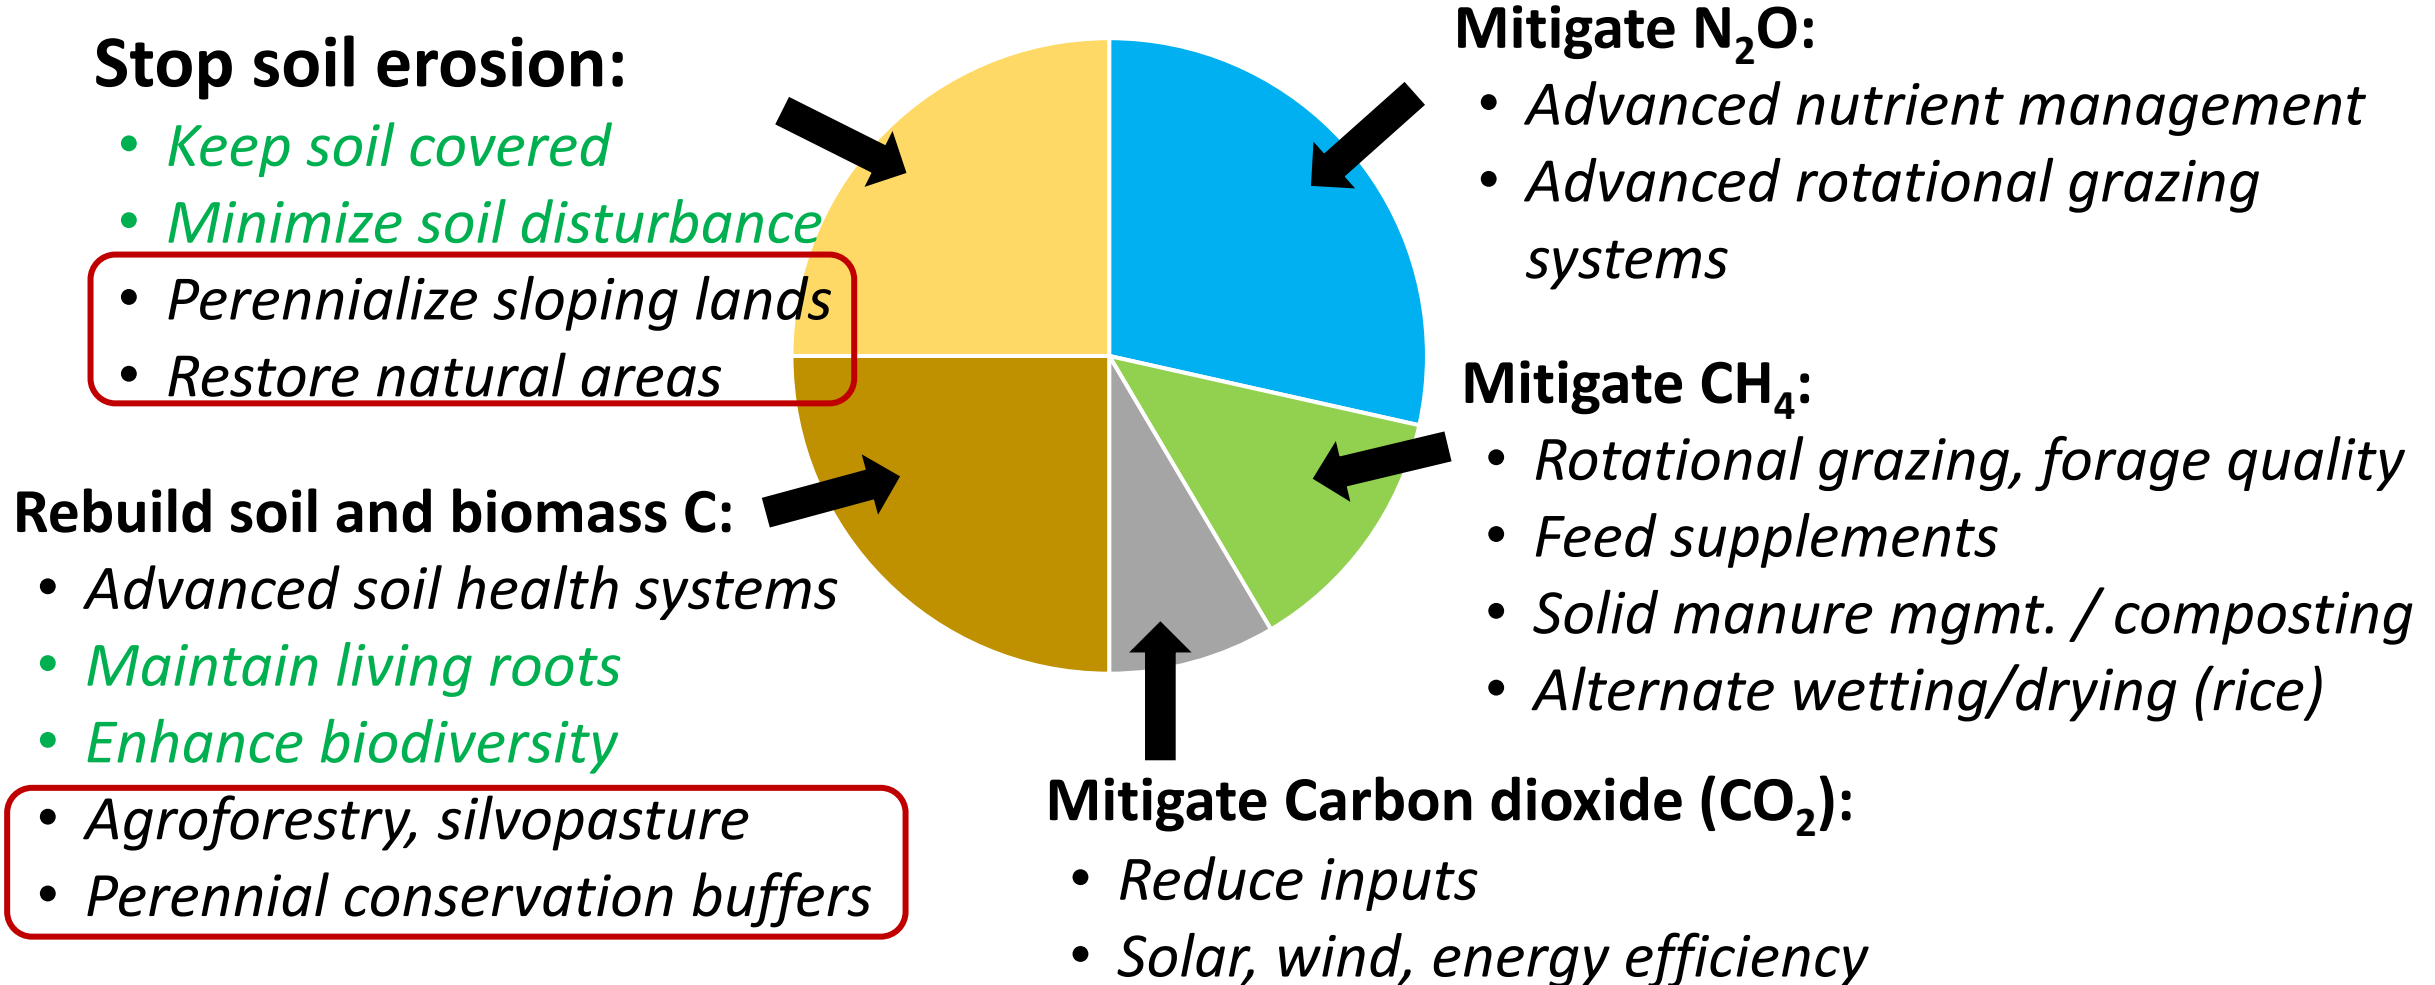 Stop soil erosion:
• Keep soil covered
• Minimize soil disturbance
• Perennialize sloping lands
• Restore natural areas
Rebuild soil and biomass C:
• Advanced soil health systems
• Maintain living roots
• Enhance biodiversity
• Agroforestry, silvopasture
• Perennial conservation buffers
Mitigate N₂O:
• Advanced nutrient management
• Advanced rotational grazing
systems
Mitigate CH₄:
• Rotational grazing, forage quality
• Feed supplements
• Solid manure mgmt. / composting
• Alternate wetting/drying (rice)
Mitigate Carbon dioxide (CO₂):
• Reduce inputs
• Solar, wind, energy efficiency